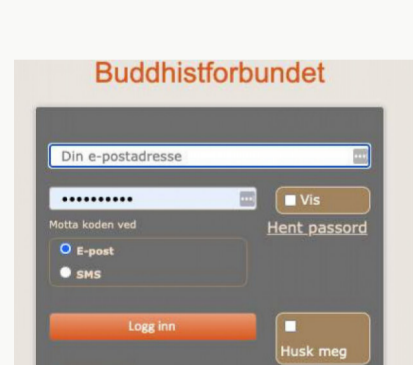 Buddhistforbundet
Din e-postadresse
•••••••••• Vis
Motta koden ved Hent passord
E-post
SMS
Logg inn
Husk meg